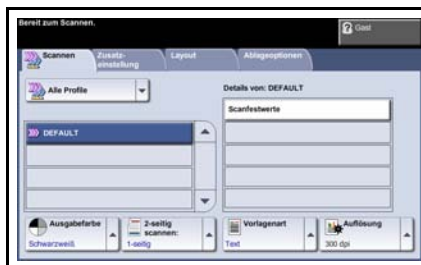 Bereit zum Scannen.
Gast
Scannen
Zusatz-
einstellung
Layout
Ablageoptionen
Alle Profile
Details von: DEFAULT
Scanfestwerte
DEFAULT
Ausgabefarbe
Schwarzweiß
2-seitig
scannen:
1-seitig
Vorlagenart
Text
Auflösung
300 dpi